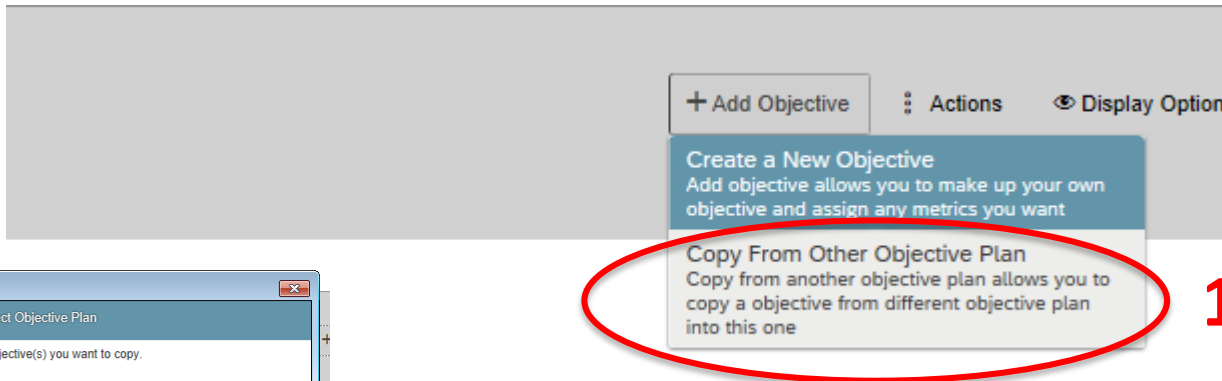 + Add Objective
Actions
Display Option
Create a New Objective
Add objective allows you to make up your own
objective and assign any metrics you want
Copy From Other Objective Plan
Copy from another objective plan allows you to
copy a objective from different objective plan
into this one
1
Objective Plan
you want to copy.